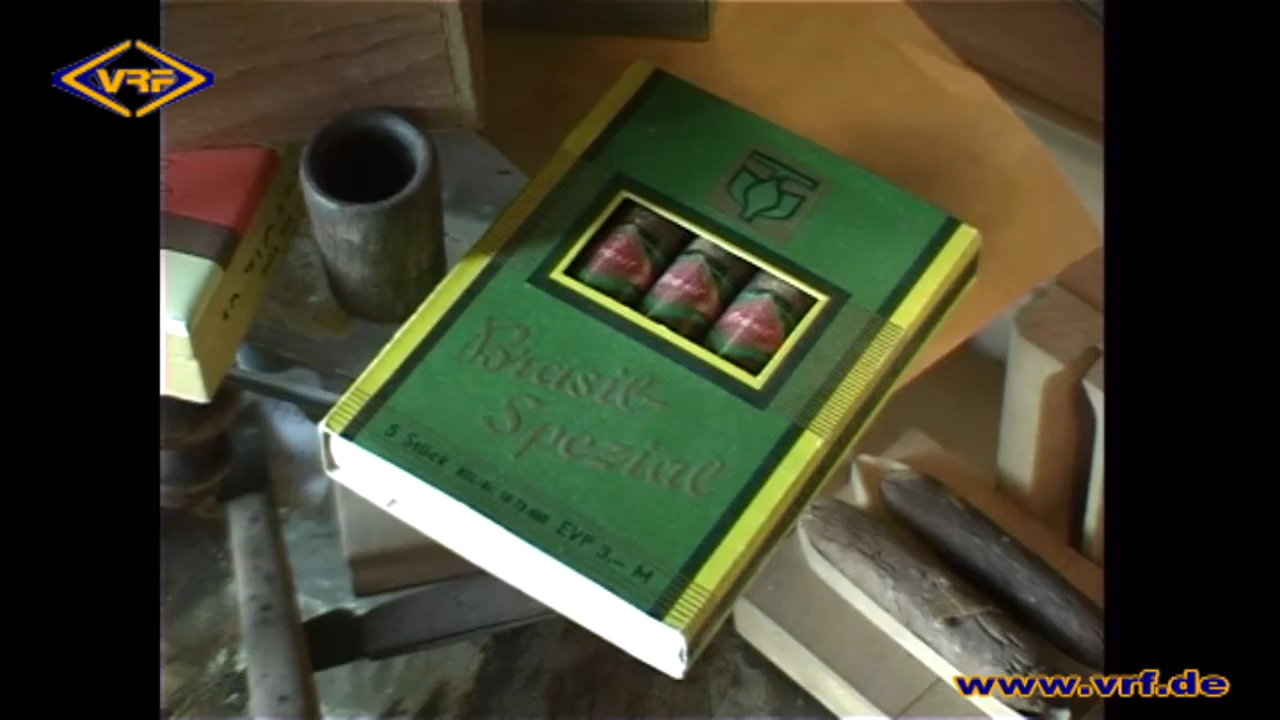 VRF
Brasil-
Spezial
5 Stück
EVP 3,– M
www.vrf.de